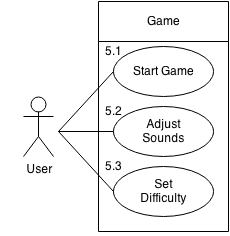 Game
5.1
Start Game
5.2
Adjust
Sounds
User
5.3
Set
Difficulty